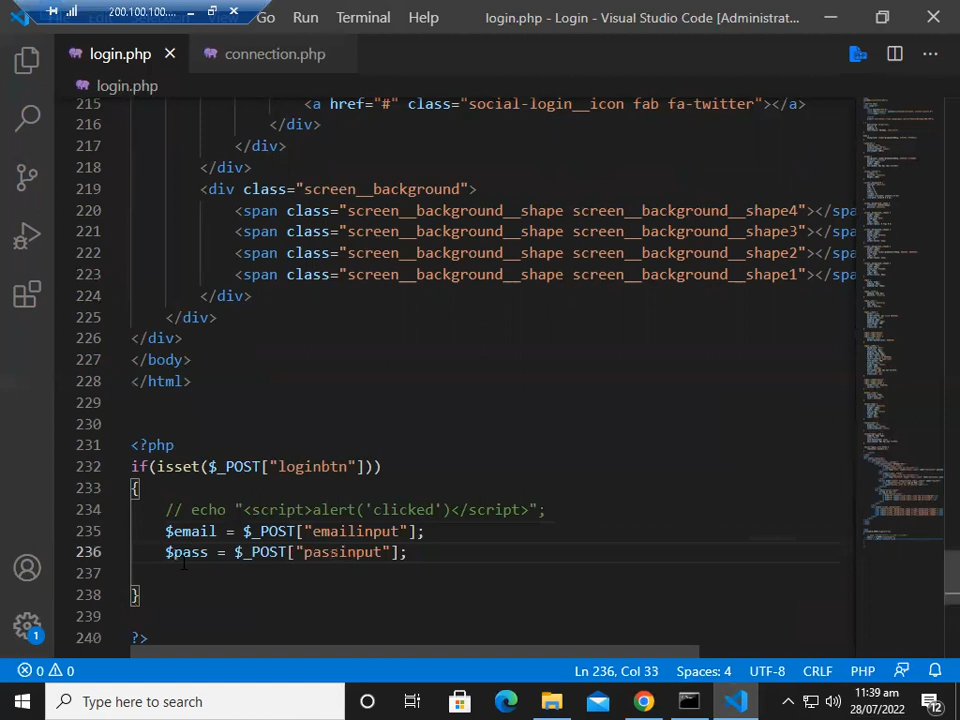 200.100.100....
Go Run Terminal Help
login.php - Login - Visual Studio Code [Administrat...
login.php
connection.php
login.php
215 <a href="#" class="social-login__icon fab fa-twitter"></a>
216 </div>
217 </div>
218 </div>
219 <div class="screen__background">
220 <span class="screen__background__shape screen__background__shape4"></spa
221 <span class="screen__background__shape screen__background__shape3"></spa
222 <span class="screen__background__shape screen__background__shape2"></spa
223 <span class="screen__background__shape screen__background__shape1"></spa
224 </div>
225 </div>
226 </div>
227 </body>
228 </html>
229
230
231 <?php
232 if(isset($_POST["loginbtn"]))
233 {
234 // echo "<script>alert('clicked')</script>";
235 $email = $_POST["emailinput"];
236 $pass = $_POST["passinput"];
237
238 }
239
240 ?>
1
0 0
Ln 236, Col 33 Spaces: 4 UTF-8 CRLF PHP
Type here to search
11:39 am
28/07/2022
12